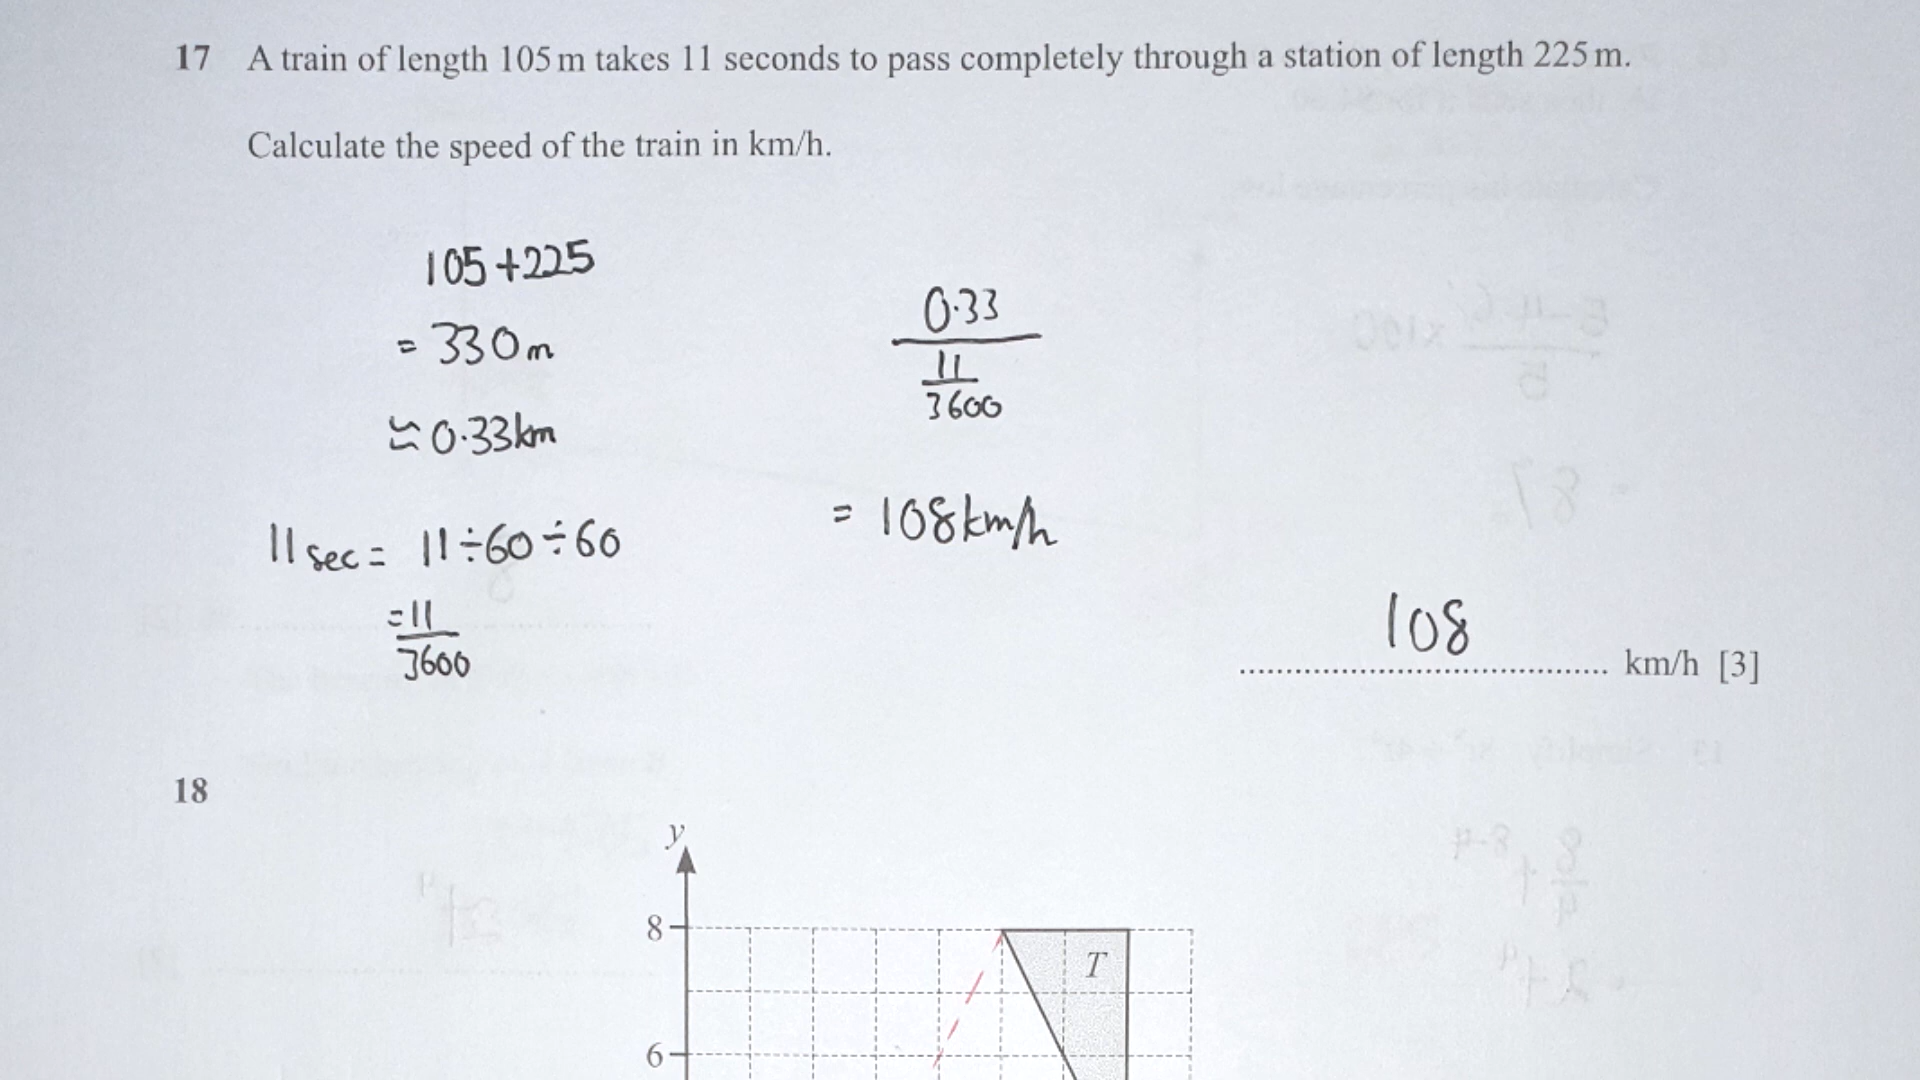 17 A train of length 105 m takes 11 seconds to pass completely through a station of length 225 m.
Calculate the speed of the train in km/h.
105+225
= 330m
≈ 0.33km
11 sec = 11÷60÷60
= 11
3600
0.33
11
3600
= 108km/h
108
km/h [3]
18
y
8
T
6